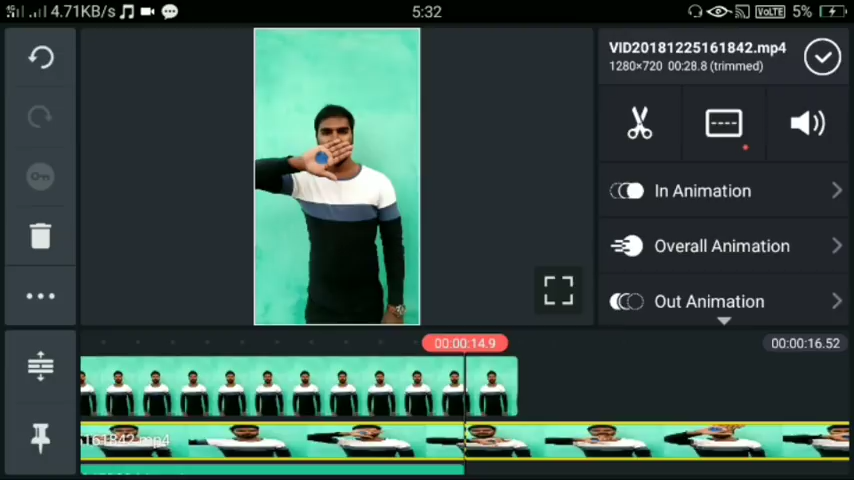 4.71KB/s
5:32
VoLTE
5%
VID20181225161842.mp4
1280×720 00:28.8 (trimmed)
In Animation
Overall Animation
Out Animation
00:00:14.9
00:00:16.52
161842.mp4